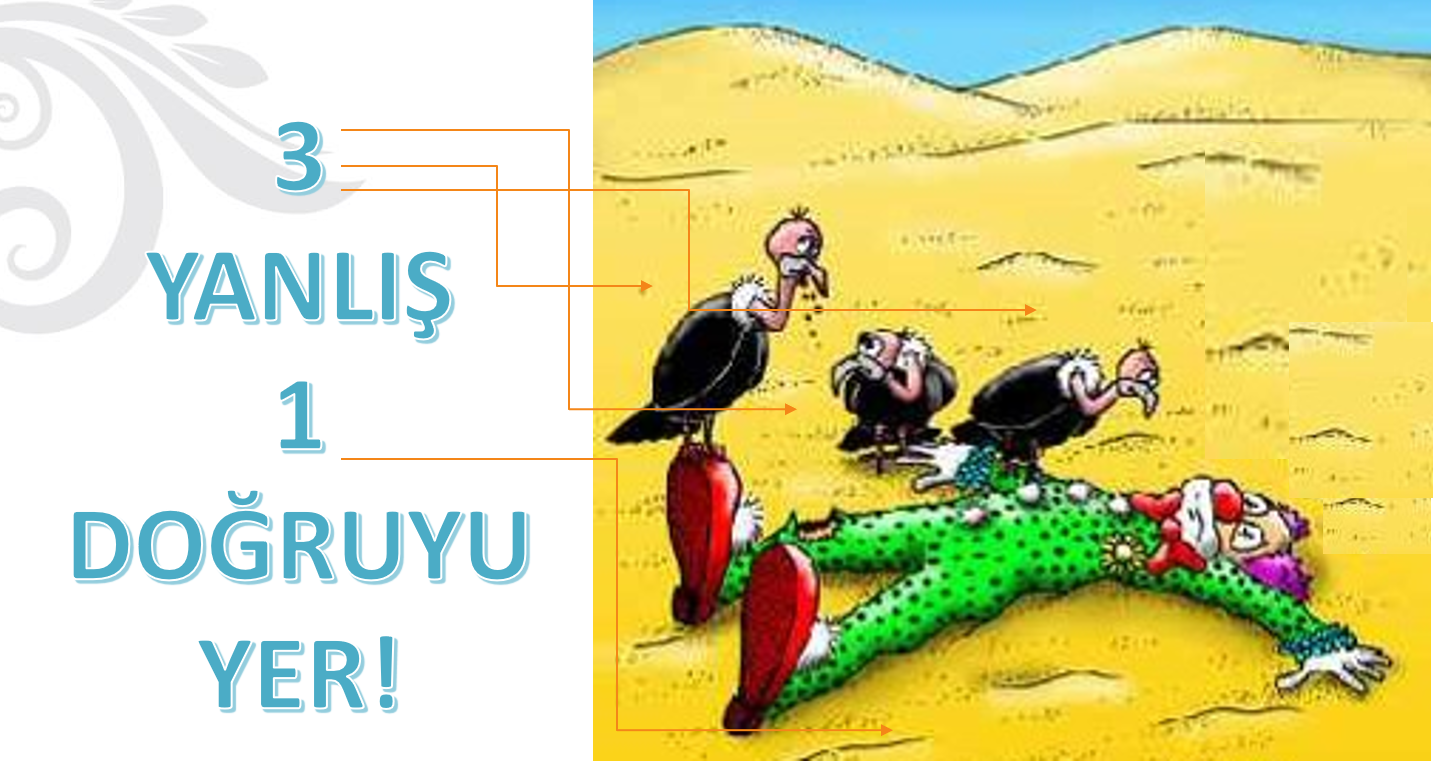 3
YANLIŞ
1
DOĞRUYU
YER!